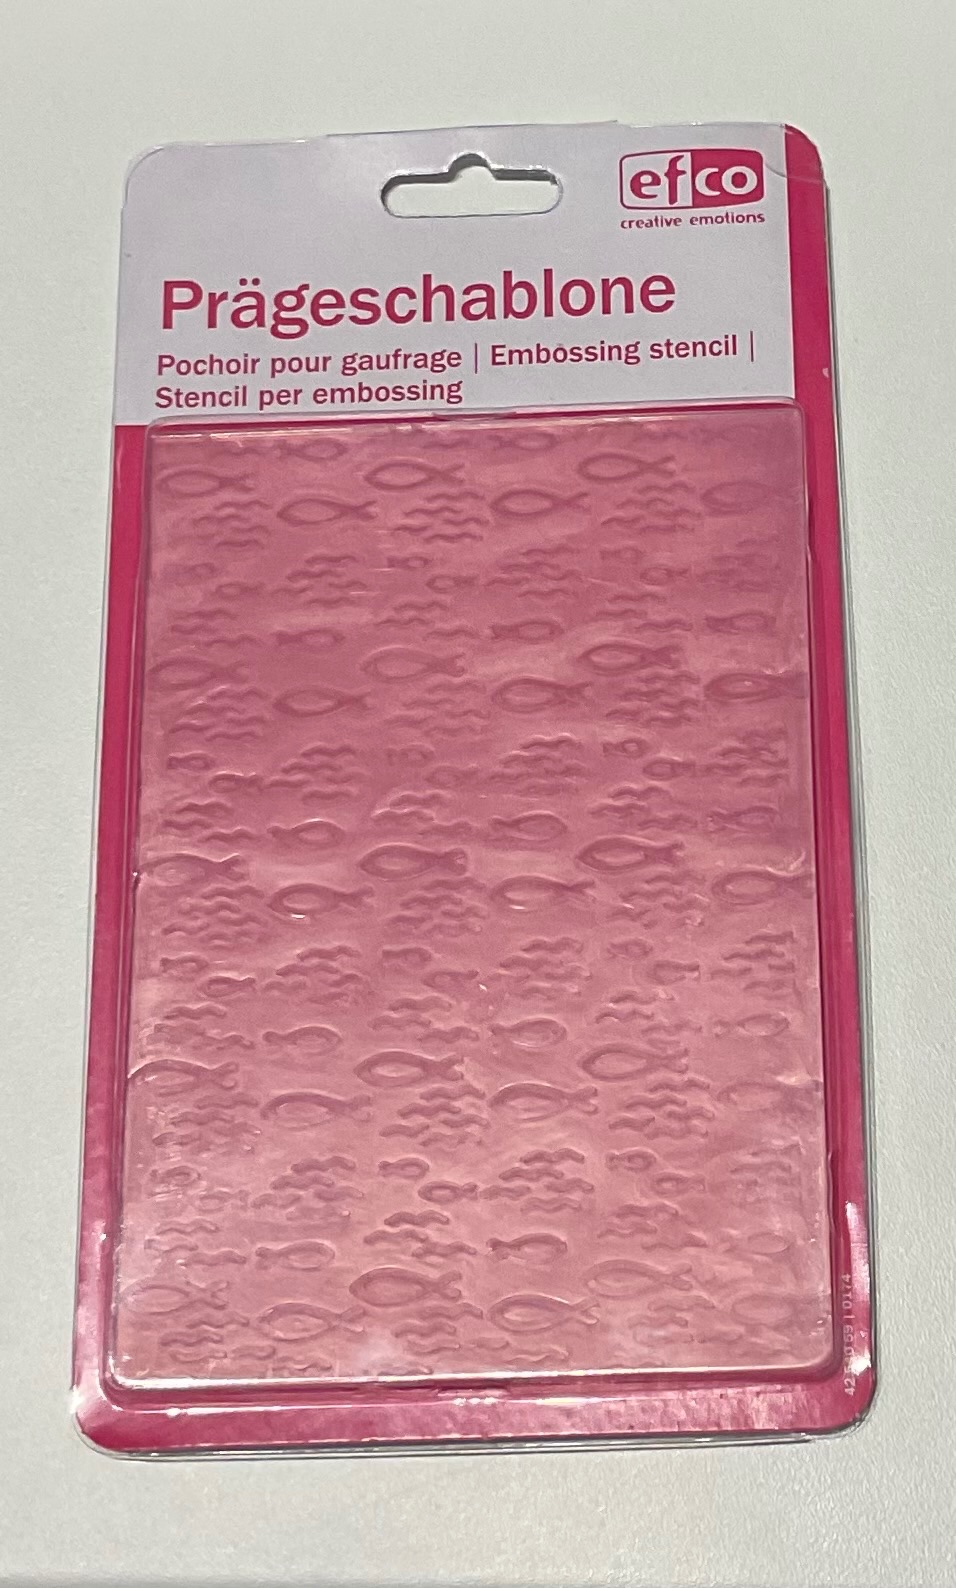 efco
creative emotions
Prägeschablone
Pochoir pour gaufrage | Embossing stencil |
Stencil per embossing